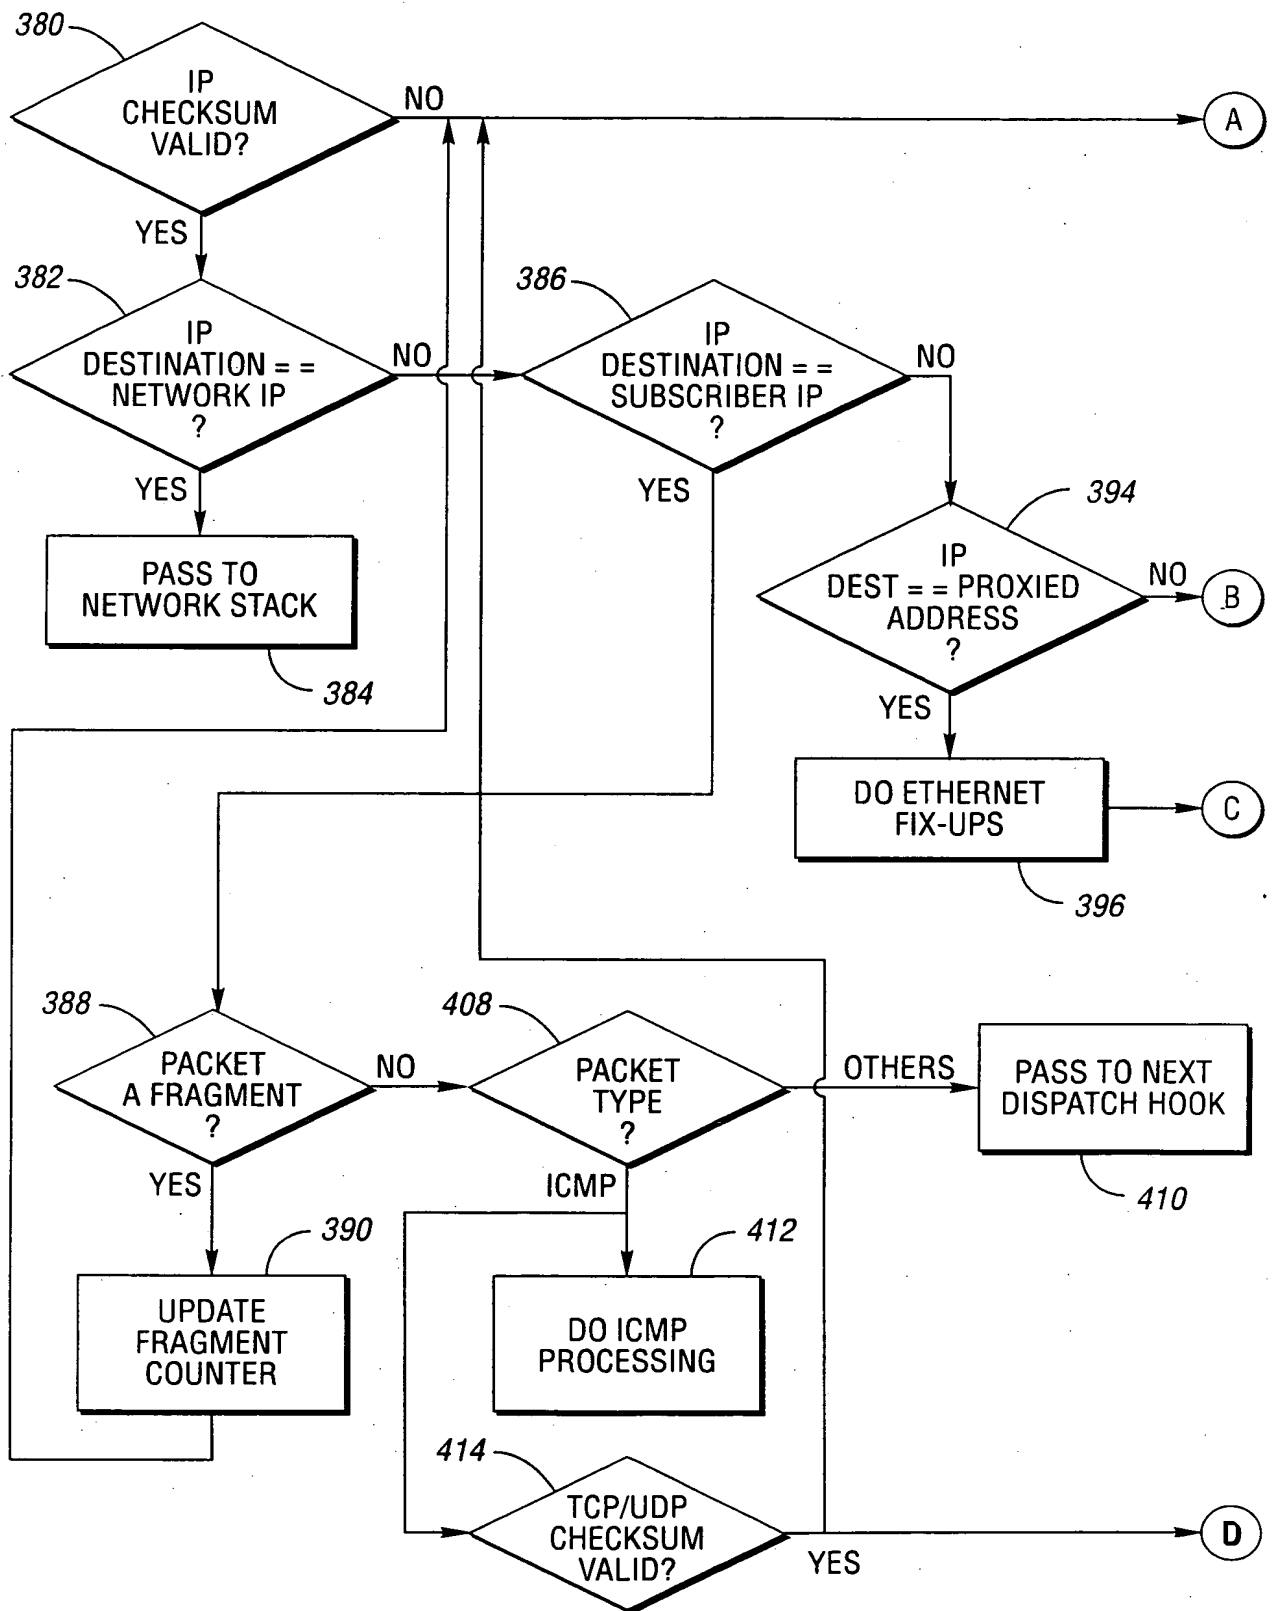 380
IP
CHECKSUM
VALID?
NO
A
YES
382
IP
DESTINATION = =
NETWORK IP
?
NO
386
IP
DESTINATION = =
SUBSCRIBER IP
?
NO
YES
PASS TO
NETWORK STACK
384
YES
394
IP
DEST = = PROXIED
ADDRESS
?
NO
B
YES
DO ETHERNET
FIX-UPS
C
396
388
PACKET
A FRAGMENT
?
NO
408
PACKET
TYPE
?
OTHERS
PASS TO NEXT
DISPATCH HOOK
410
YES
ICMP
390
UPDATE
FRAGMENT
COUNTER
412
DO ICMP
PROCESSING
414
TCP/UDP
CHECKSUM
VALID?
YES
D